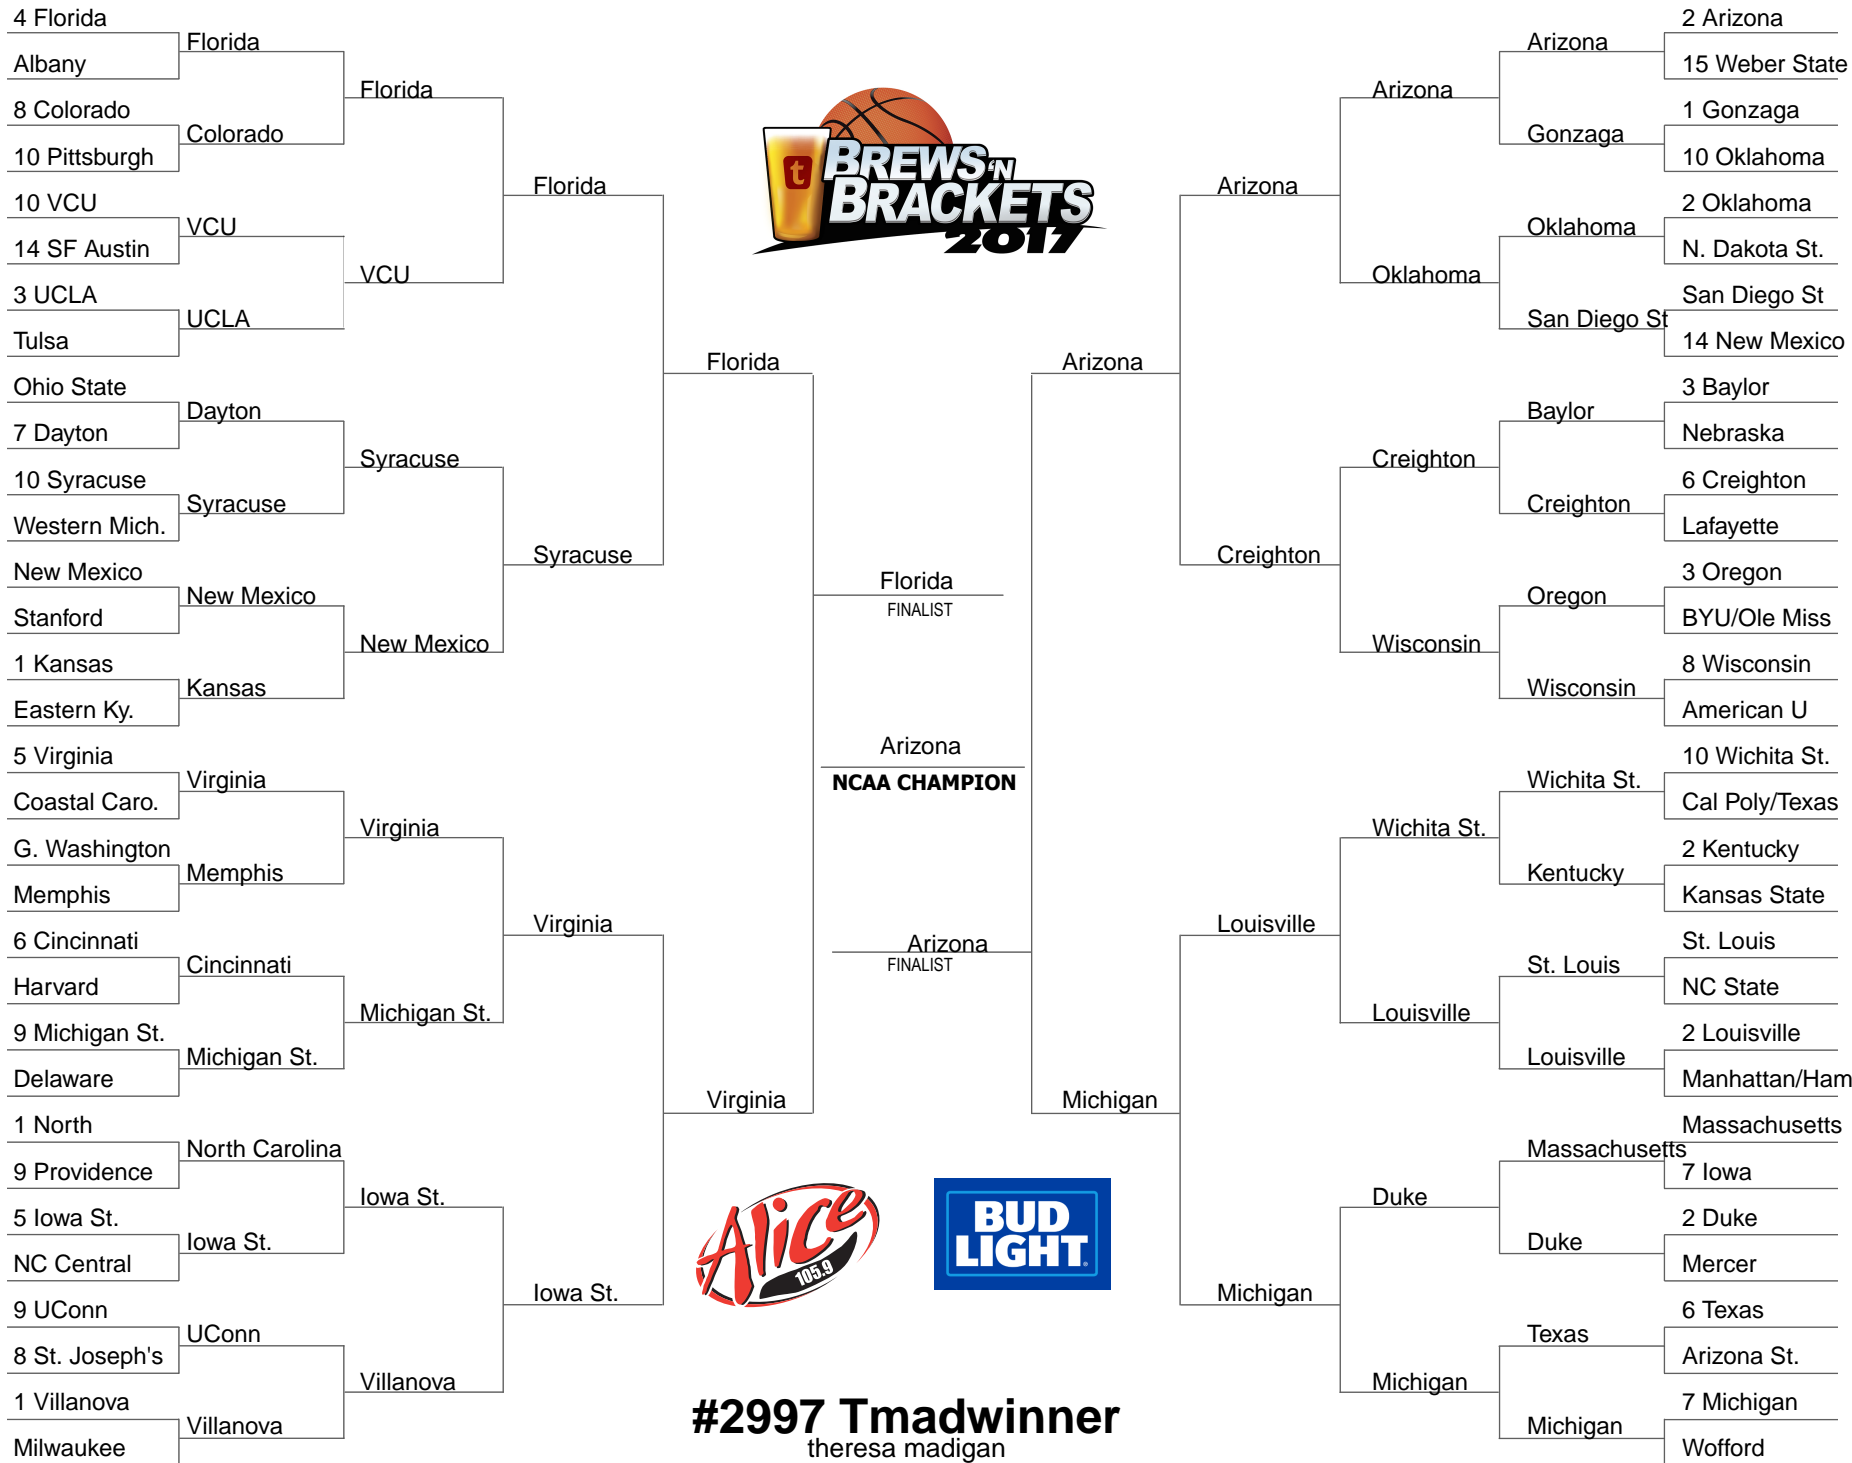 4 Florida
Albany
8 Colorado
10 Pittsburgh
10 VCU
14 SF Austin
3 UCLA
Tulsa
Ohio State
7 Dayton
10 Syracuse
Western Mich.
New Mexico
Stanford
1 Kansas
Eastern Ky.
5 Virginia
Coastal Caro.
G. Washington
Memphis
6 Cincinnati
Harvard
9 Michigan St.
Delaware
1 North
9 Providence
5 Iowa St.
NC Central
9 UConn
8 St. Joseph's
1 Villanova
Milwaukee
Florida
Colorado
VCU
UCLA
Dayton
Syracuse
New Mexico
Kansas
Virginia
Memphis
Cincinnati
Michigan St.
North Carolina
Iowa St.
UConn
Villanova
Florida
VCU
Syracuse
New Mexico
Virginia
Michigan St.
Iowa St.
Villanova
Florida
Syracuse
Virginia
Iowa St.
Florida
Virginia
t
BREWS 'N
BRACKETS
2017
Florida
FINALIST
Arizona
NCAA CHAMPION
Arizona
FINALIST
Alice
105.9
BUD
LIGHT
#2997 Tmadwinner
theresa madigan
Arizona
Michigan
Arizona
Creighton
Louisville
Michigan
Arizona
Oklahoma
Creighton
Wisconsin
Wichita St.
Louisville
Duke
Michigan
Arizona
Gonzaga
Oklahoma
San Diego St
Baylor
Creighton
Oregon
Wisconsin
Wichita St.
Kentucky
St. Louis
Louisville
Massachusetts
Duke
Texas
Michigan
2 Arizona
15 Weber State
1 Gonzaga
10 Oklahoma
2 Oklahoma
N. Dakota St.
San Diego St
14 New Mexico
3 Baylor
Nebraska
6 Creighton
Lafayette
3 Oregon
BYU/Ole Miss
8 Wisconsin
American U
10 Wichita St.
Cal Poly/Texas
2 Kentucky
Kansas State
St. Louis
NC State
2 Louisville
Manhattan/Ham
Massachusetts
7 Iowa
2 Duke
Mercer
6 Texas
Arizona St.
7 Michigan
Wofford